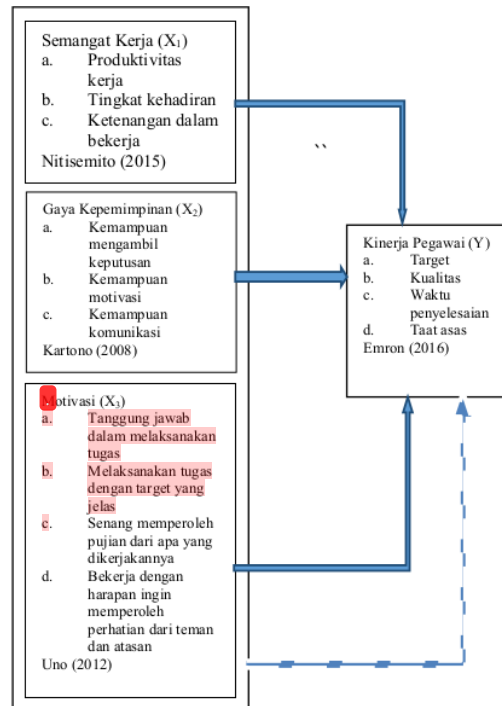 Semangat Kerja (X₁)
a. Produktivitas
kerja
b. Tingkat kehadiran
c. Ketenangan dalam
bekerja
Nitisemito (2015)
``
Gaya Kepemimpinan (X₂)
a. Kemampuan
mengambil
keputusan
b. Kemampuan
motivasi
c. Kemampuan
komunikasi
Kartono (2008)
Motivasi (X₃)
a. Tanggung jawab
dalam melaksanakan
tugas
b. Melaksanakan tugas
dengan target yang
jelas
c. Senang memperoleh
pujian dari apa yang
dikerjakannya
d. Bekerja dengan
harapan ingin
memperoleh
perhatian dari teman
dan atasan
Uno (2012)
Kinerja Pegawai (Y)
a. Target
b. Kualitas
c. Waktu
penyelesaian
d. Taat asas
Emron (2016)